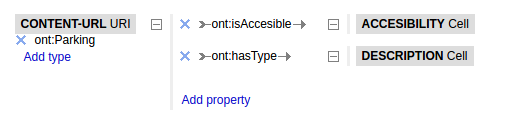 CONTENT-URL URI
ont:Parking
Add type
ont:isAccesible
ACCESIBILITY Cell
ont:hasType
DESCRIPTION Cell
Add property